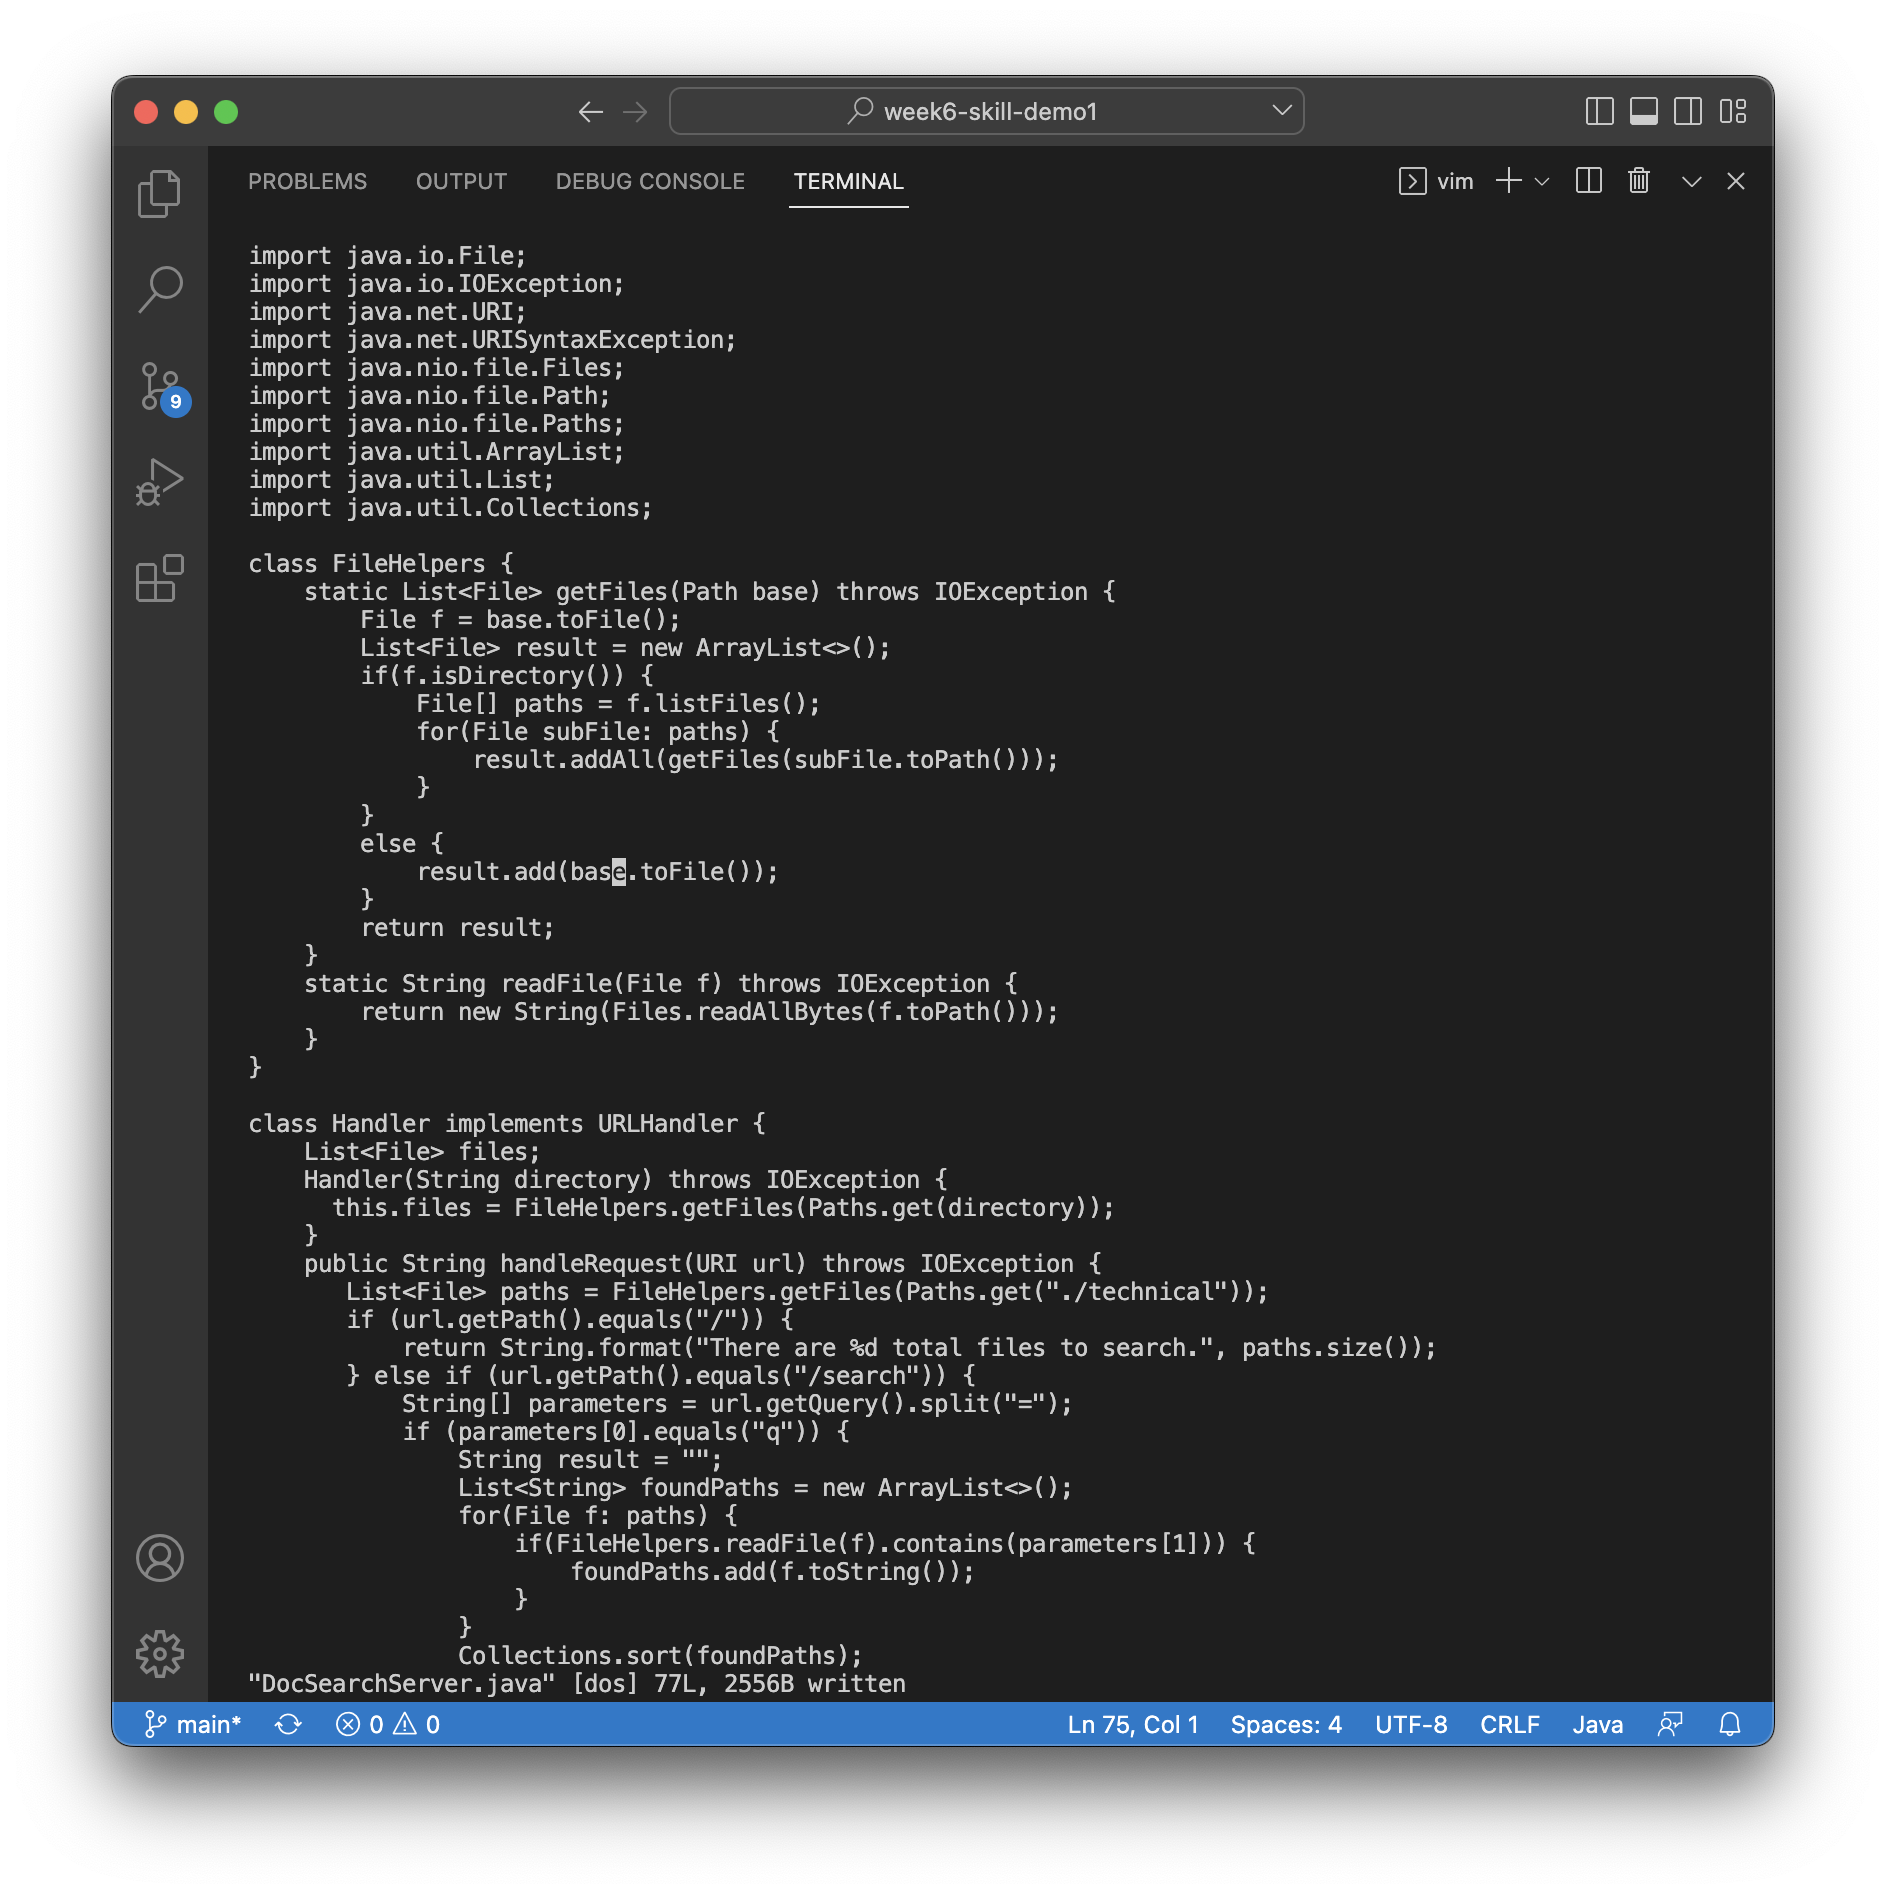 week6-skill-demo1
PROBLEMS OUTPUT DEBUG CONSOLE TERMINAL vim
import java.io.File;
import java.io.IOException;
import java.net.URI;
import java.net.URISyntaxException;
import java.nio.file.Files;
import java.nio.file.Path;
import java.nio.file.Paths;
import java.util.ArrayList;
import java.util.List;
import java.util.Collections;

class FileHelpers {
    static List<File> getFiles(Path base) throws IOException {
        File f = base.toFile();
        List<File> result = new ArrayList<>();
        if(f.isDirectory()) {
            File[] paths = f.listFiles();
            for(File subFile: paths) {
                result.addAll(getFiles(subFile.toPath()));
            }
        }
        else {
            result.add(base.toFile());
        }
        return result;
    }
    static String readFile(File f) throws IOException {
        return new String(Files.readAllBytes(f.toPath()));
    }
}

class Handler implements URLHandler {
    List<File> files;
    Handler(String directory) throws IOException {
      this.files = FileHelpers.getFiles(Paths.get(directory));
    }
    public String handleRequest(URI url) throws IOException {
       List<File> paths = FileHelpers.getFiles(Paths.get("./technical"));
       if (url.getPath().equals("/")) {
           return String.format("There are %d total files to search.", paths.size());
       } else if (url.getPath().equals("/search")) {
           String[] parameters = url.getQuery().split("=");
           if (parameters[0].equals("q")) {
               String result = "";
               List<String> foundPaths = new ArrayList<>();
               for(File f: paths) {
                   if(FileHelpers.readFile(f).contains(parameters[1])) {
                       foundPaths.add(f.toString());
                   }
               }
               Collections.sort(foundPaths);
"DocSearchServer.java" [dos] 77L, 2556B written
9
main* 0 0 Ln 75, Col 1 Spaces: 4 UTF-8 CRLF Java